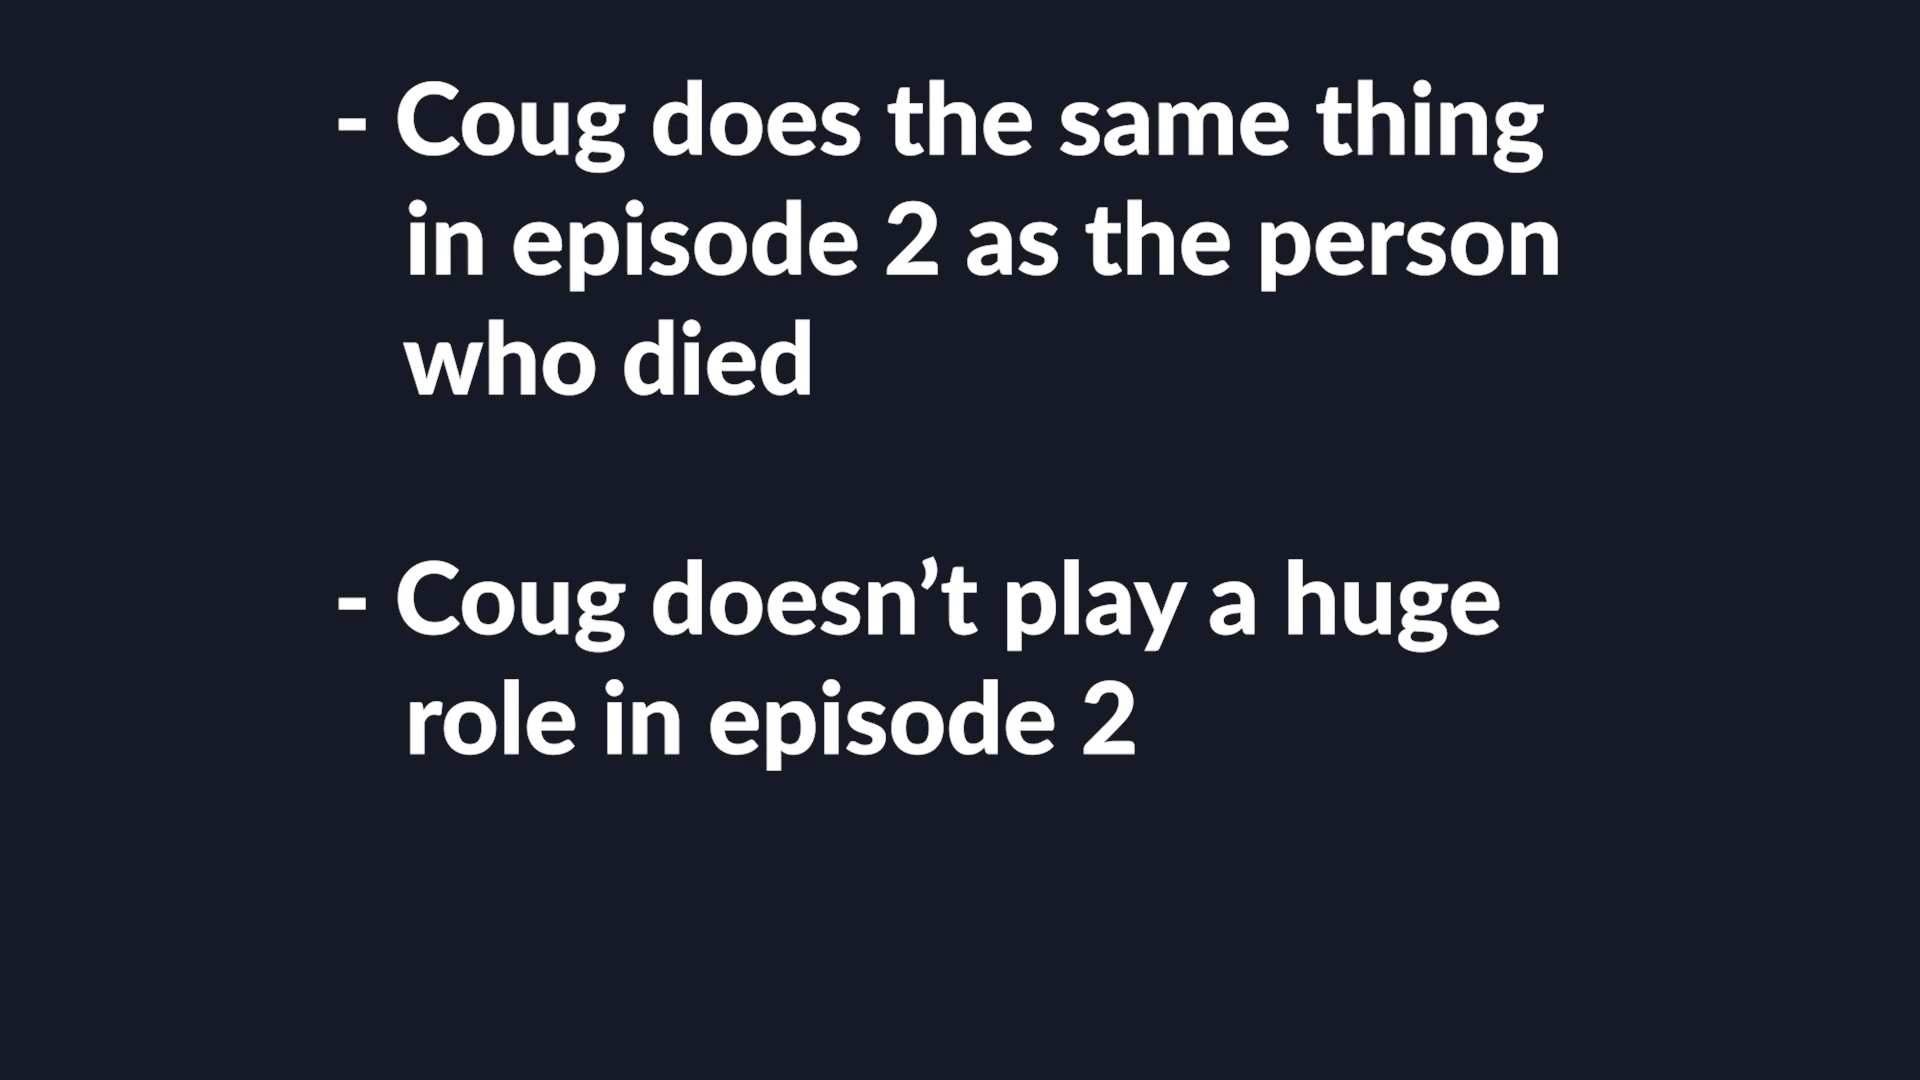 - Coug does the same thing
in episode 2 as the person
who died
- Coug doesn’t play a huge
role in episode 2